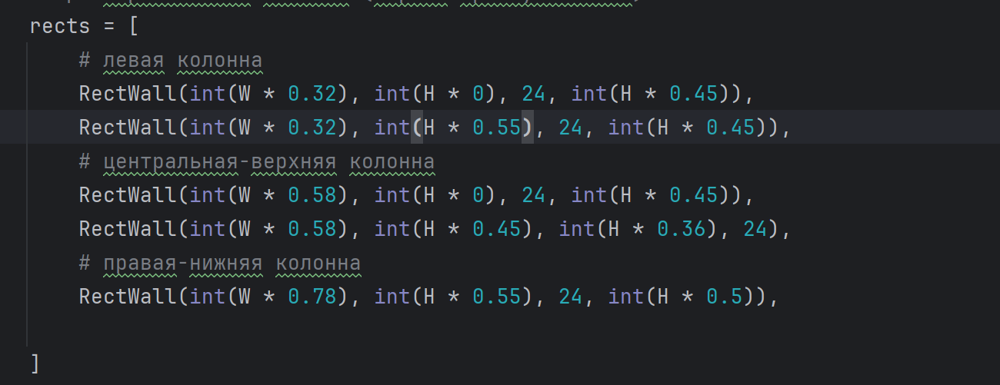 rects = [
# левая колонна
RectWall(int(W * 0.32), int(H * 0), 24, int(H * 0.45)),
RectWall(int(W * 0.32), int(H * 0.55), 24, int(H * 0.45)),
# центральная-верхняя колонна
RectWall(int(W * 0.58), int(H * 0), 24, int(H * 0.45)),
RectWall(int(W * 0.58), int(H * 0.45), int(H * 0.36), 24),
# правая-нижняя колонна
RectWall(int(W * 0.78), int(H * 0.55), 24, int(H * 0.5)),
]